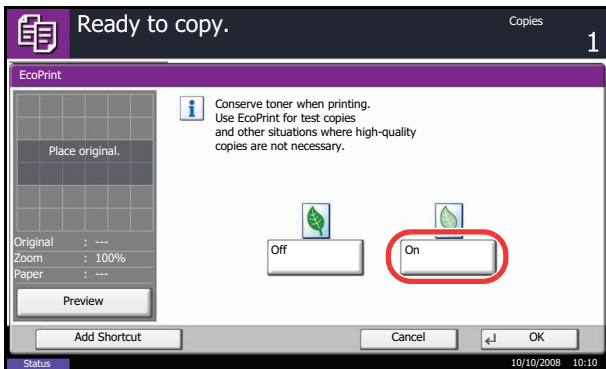 Ready to copy.
Copies
1
EcoPrint
Place original.
i Conserve toner when printing.
Use EcoPrint for test copies
and other situations where high-quality
copies are not necessary.
Off
On
Original : ---
Zoom : 100%
Paper : ---
Preview
Add Shortcut
Cancel
OK
Status
10/10/2008 10:10